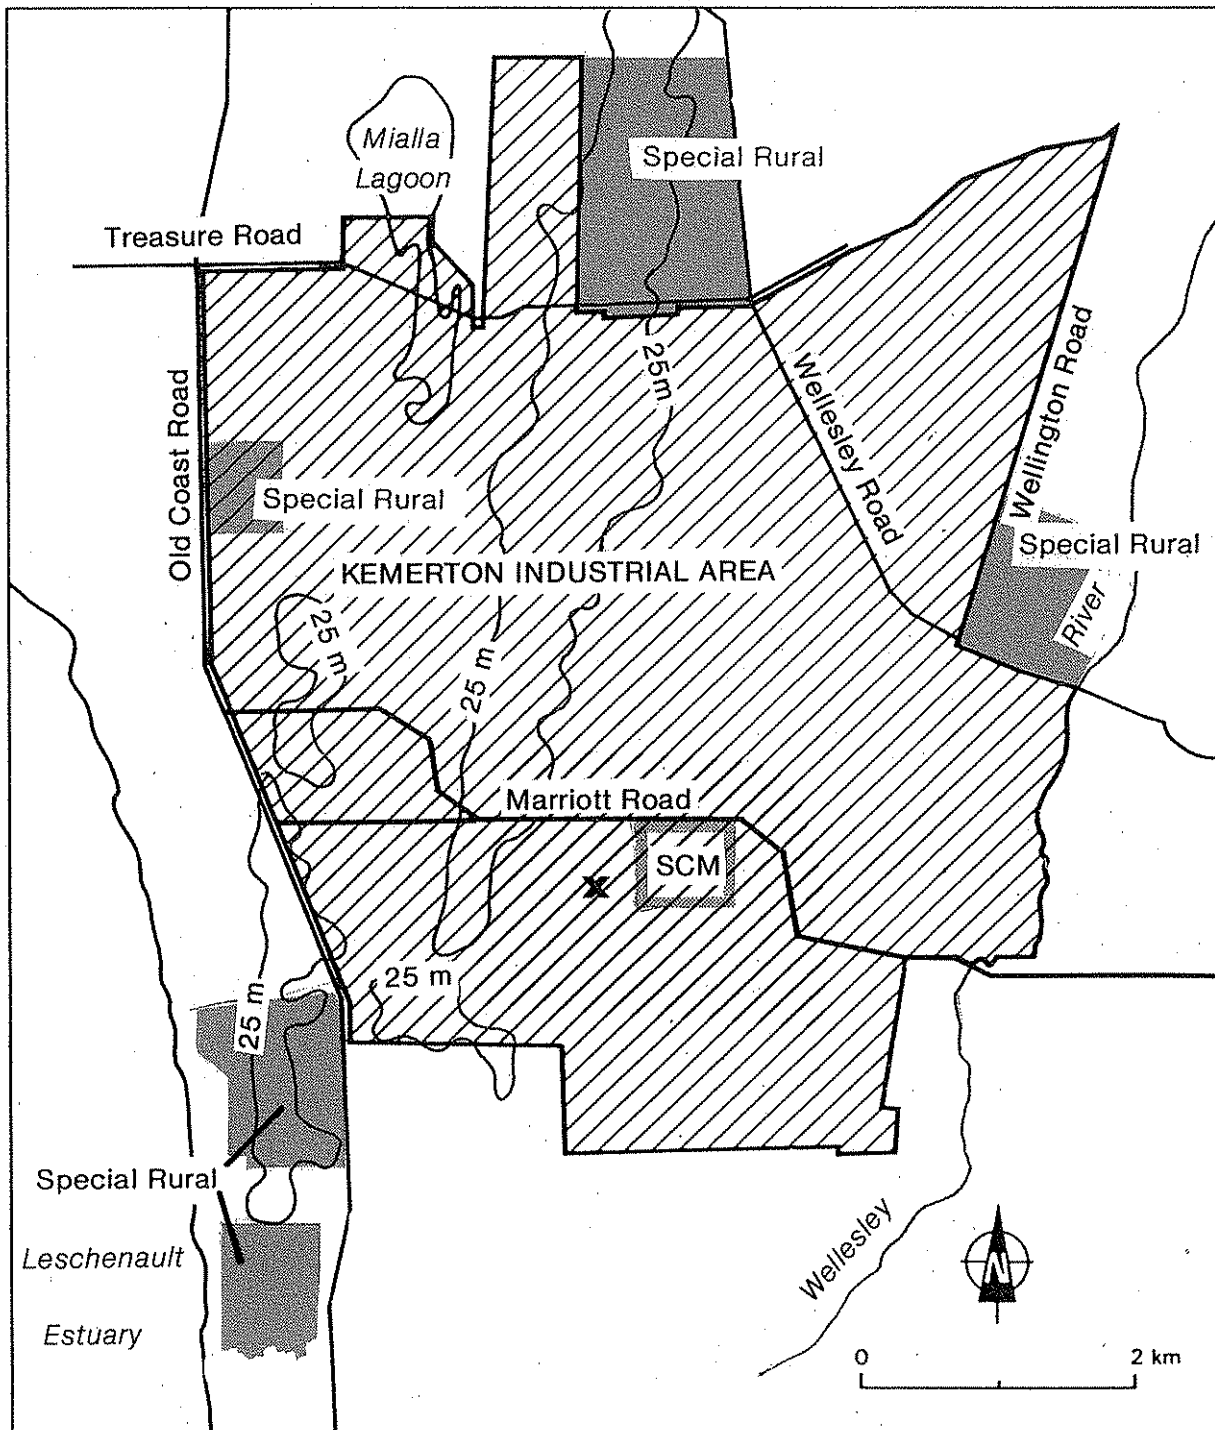 Mialla
Lagoon
Special Rural
Treasure Road
25m
Wellesley Road
Wellington Road
Old Coast Road
Special Rural
Special Rural
KEMERTON INDUSTRIAL AREA
River
25 m
25 m
Marriott Road
SCM
x
25 m
25 m
Special Rural
Leschenault
Estuary
Wellesley
N
0 2 km